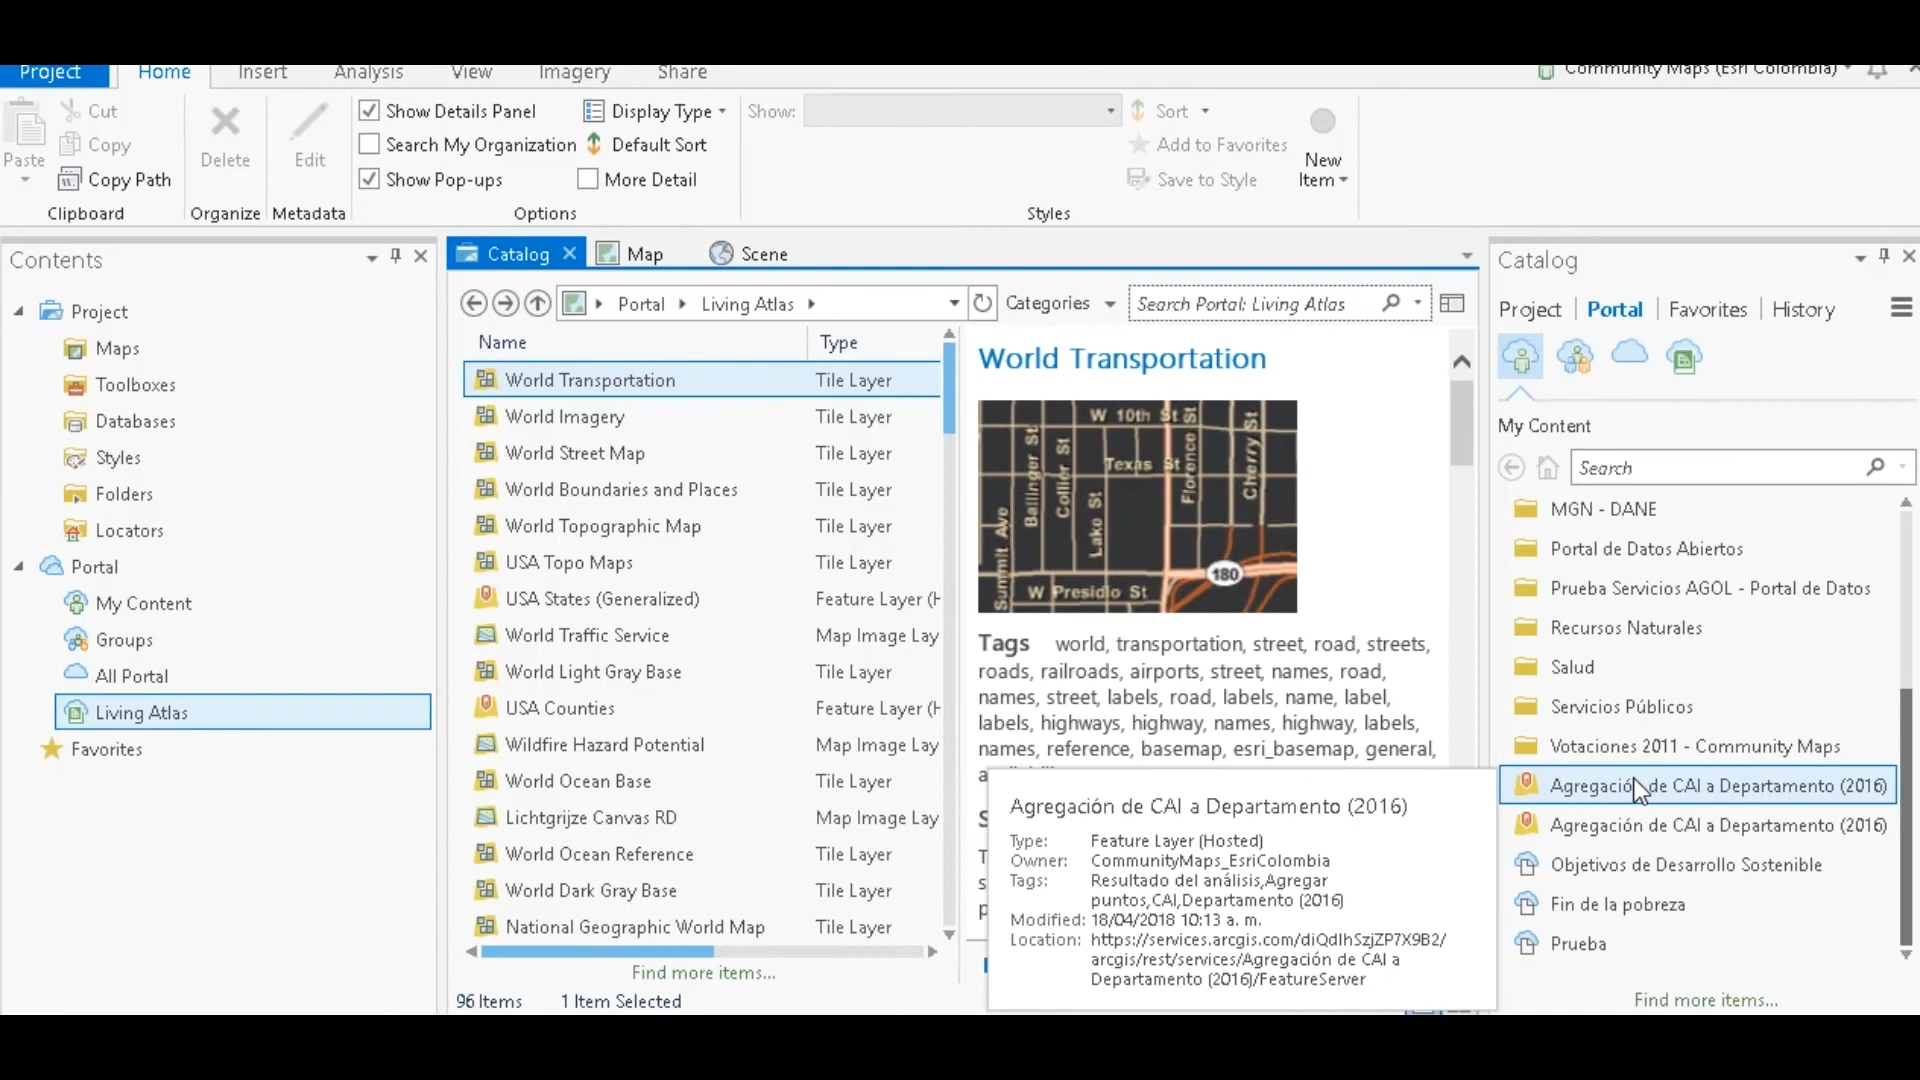 Project Home Insert Analysis View Imagery Share
Community Maps (Esri Colombia)
Paste
Cut
Copy
Copy Path
Clipboard
Delete
Organize
Edit
Metadata
Show Details Panel
Search My Organization
Show Pop-ups
Display Type
Default Sort
More Detail
Options
Show:
Sort
Add to Favorites
Save to Style
Styles
New
Item
Contents
Project
Maps
Toolboxes
Databases
Styles
Folders
Locators
Portal
My Content
Groups
All Portal
Living Atlas
Favorites
Catalog Map Scene
Portal Living Atlas Categories Search Portal: Living Atlas
Name Type
World Transportation Tile Layer
World Imagery Tile Layer
World Street Map Tile Layer
World Boundaries and Places Tile Layer
World Topographic Map Tile Layer
USA Topo Maps Tile Layer
USA States (Generalized) Feature Layer (H
World Traffic Service Map Image Lay
World Light Gray Base Tile Layer
USA Counties Feature Layer (H
Wildfire Hazard Potential Map Image Lay
World Ocean Base Tile Layer
Lichtgrijze Canvas RD Map Image Lay
World Ocean Reference Tile Layer
World Dark Gray Base Tile Layer
National Geographic World Map Tile Layer
Find more items...
96 Items 1 Item Selected
World Transportation
W 10th St
Texas St
Ballinger St
Collier St
Lake St
Summit Ave
Florence St
Cherry St
180
W Presidio St
Tags world, transportation, street, road, streets,
roads, railroads, airports, street, names, road,
names, street, labels, road, labels, name, label,
labels, highways, highway, names, highway, labels,
names, reference, basemap, esri_basemap, general,
Agregación de CAI a Departamento (2016)
Type: Feature Layer (Hosted)
Owner: CommunityMaps_EsriColombia
Tags: Resultado del análisis,Agregar
puntos,CAI,Departamento (2016)
Modified: 18/04/2018 10:13 a. m.
Location: https://services.arcgis.com/diQdlhSzjZP7X9B2/
arcgis/rest/services/Agregación de CAI a
Departamento (2016)/FeatureServer
Catalog
Project Portal Favorites History
My Content
Search
MGN - DANE
Portal de Datos Abiertos
Prueba Servicios AGOL - Portal de Datos
Recursos Naturales
Salud
Servicios Públicos
Votaciones 2011 - Community Maps
Agregación de CAI a Departamento (2016)
Agregación de CAI a Departamento (2016)
Objetivos de Desarrollo Sostenible
Fin de la pobreza
Prueba
Find more items...